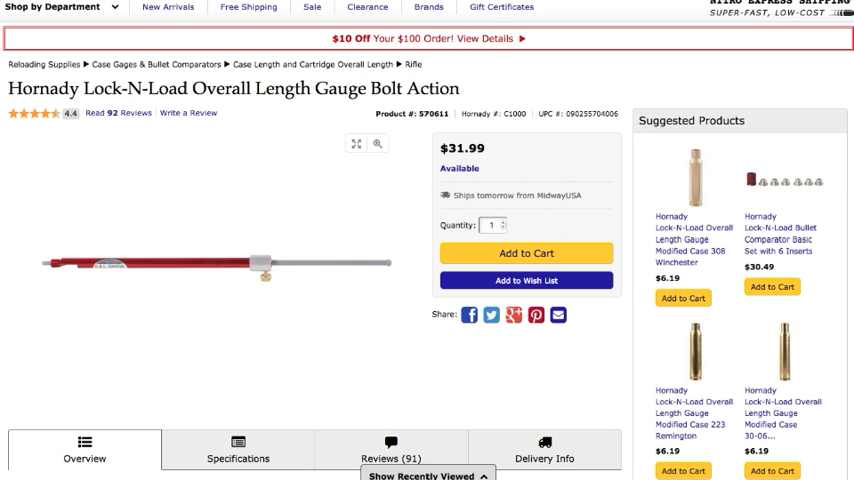 Shop by Department
New Arrivals
Free Shipping
Sale
Clearance
Brands
Gift Certificates
NITRO EXPRESS SHIPPING
SUPER-FAST, LOW-COST
$10 Off Your $100 Order! View Details
Reloading Supplies Case Gages & Bullet Comparators Case Length and Cartridge Overall Length Rifle
Hornady Lock-N-Load Overall Length Gauge Bolt Action
4.4 Read 92 Reviews | Write a Review
Product #: 570611 | Hornady #: C1000 | UPC #: 090255704006
$31.99
Available
Ships tomorrow from MidwayUSA
Quantity: 1
Add to Cart
Add to Wish List
Share:
Suggested Products
Hornady
Lock-N-Load Overall
Length Gauge
Modified Case 308
Winchester
$6.19
Add to Cart
Hornady
Lock-N-Load Bullet
Comparator Basic
Set with 6 Inserts
$30.49
Add to Cart
Hornady
Lock-N-Load Overall
Length Gauge
Modified Case 223
Remington
$6.19
Add to Cart
Hornady
Lock-N-Load Overall
Length Gauge
Modified Case
30-06...
$6.19
Add to Cart
Overview
Specifications
Reviews (91)
Delivery Info
Show Recently Viewed